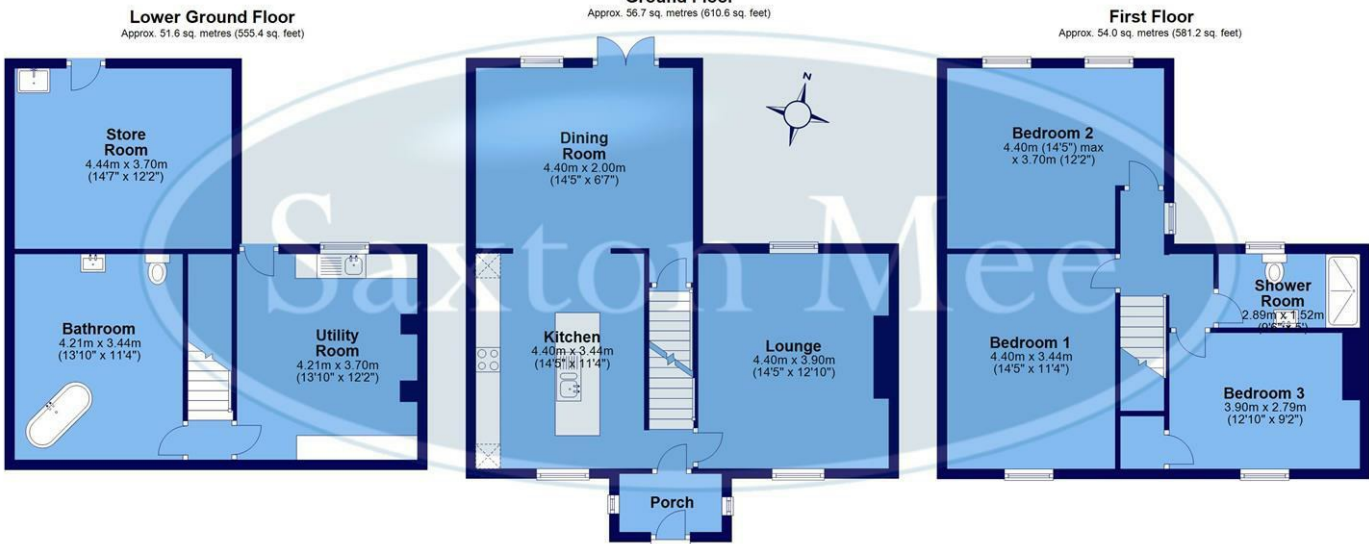 Lower Ground Floor
Approx. 51.6 sq. metres (555.4 sq. feet)
Store
Room
4.44m x 3.70m
(14'7" x 12'2")
Bathroom
4.21m x 3.44m
(13'10" x 11'4")
Utility
Room
4.21m x 3.70m
(13'10" x 12'2")
Ground Floor
Approx. 56.7 sq. metres (610.6 sq. feet)
N
Dining
Room
4.40m x 2.00m
(14'5" x 6'7")
Kitchen
4.40m x 3.44m
(14'5" x 11'4")
Lounge
4.40m x 3.90m
(14'5" x 12'10")
Porch
First Floor
Approx. 54.0 sq. metres (581.2 sq. feet)
Bedroom 2
4.40m (14'5") max
x 3.70m (12'2")
Shower
Room
2.89m x 1.52m
(9'6" x 5')
Bedroom 1
4.40m x 3.44m
(14'5" x 11'4")
Bedroom 3
3.90m x 2.79m
(12'10" x 9'2")
Saxton Mee